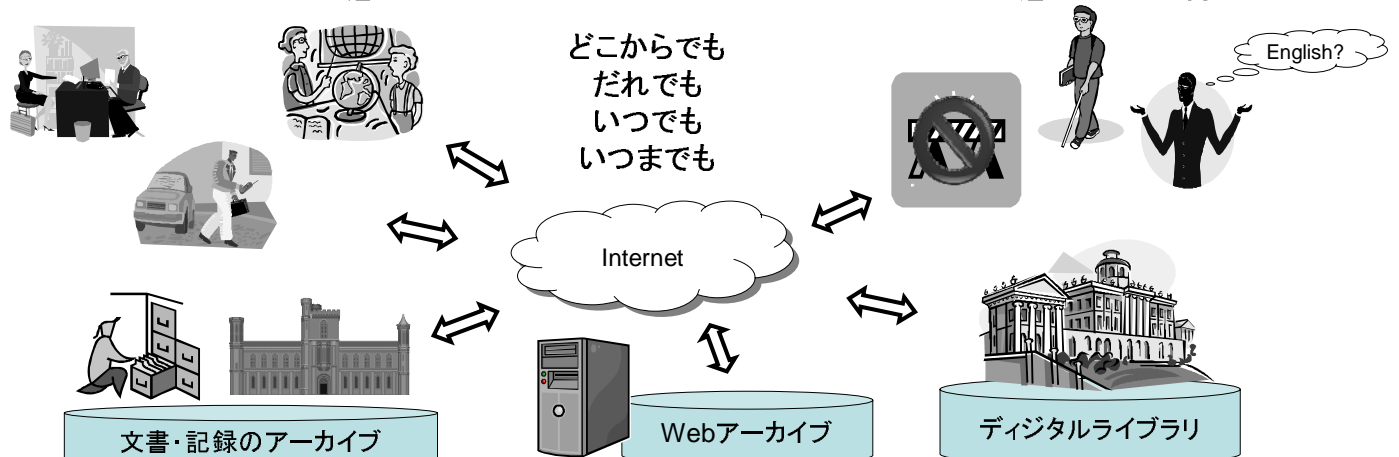 どこからでも
だれでも
いつでも
いつまでも
English?
Internet
文書・記録のアーカイブ
Webアーカイブ
ディジタルライブラリ